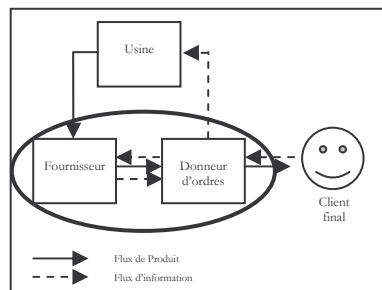 Usine
Fournisseur
Donneur
d'ordres
Client
final
Flux de Produit
Flux d'information